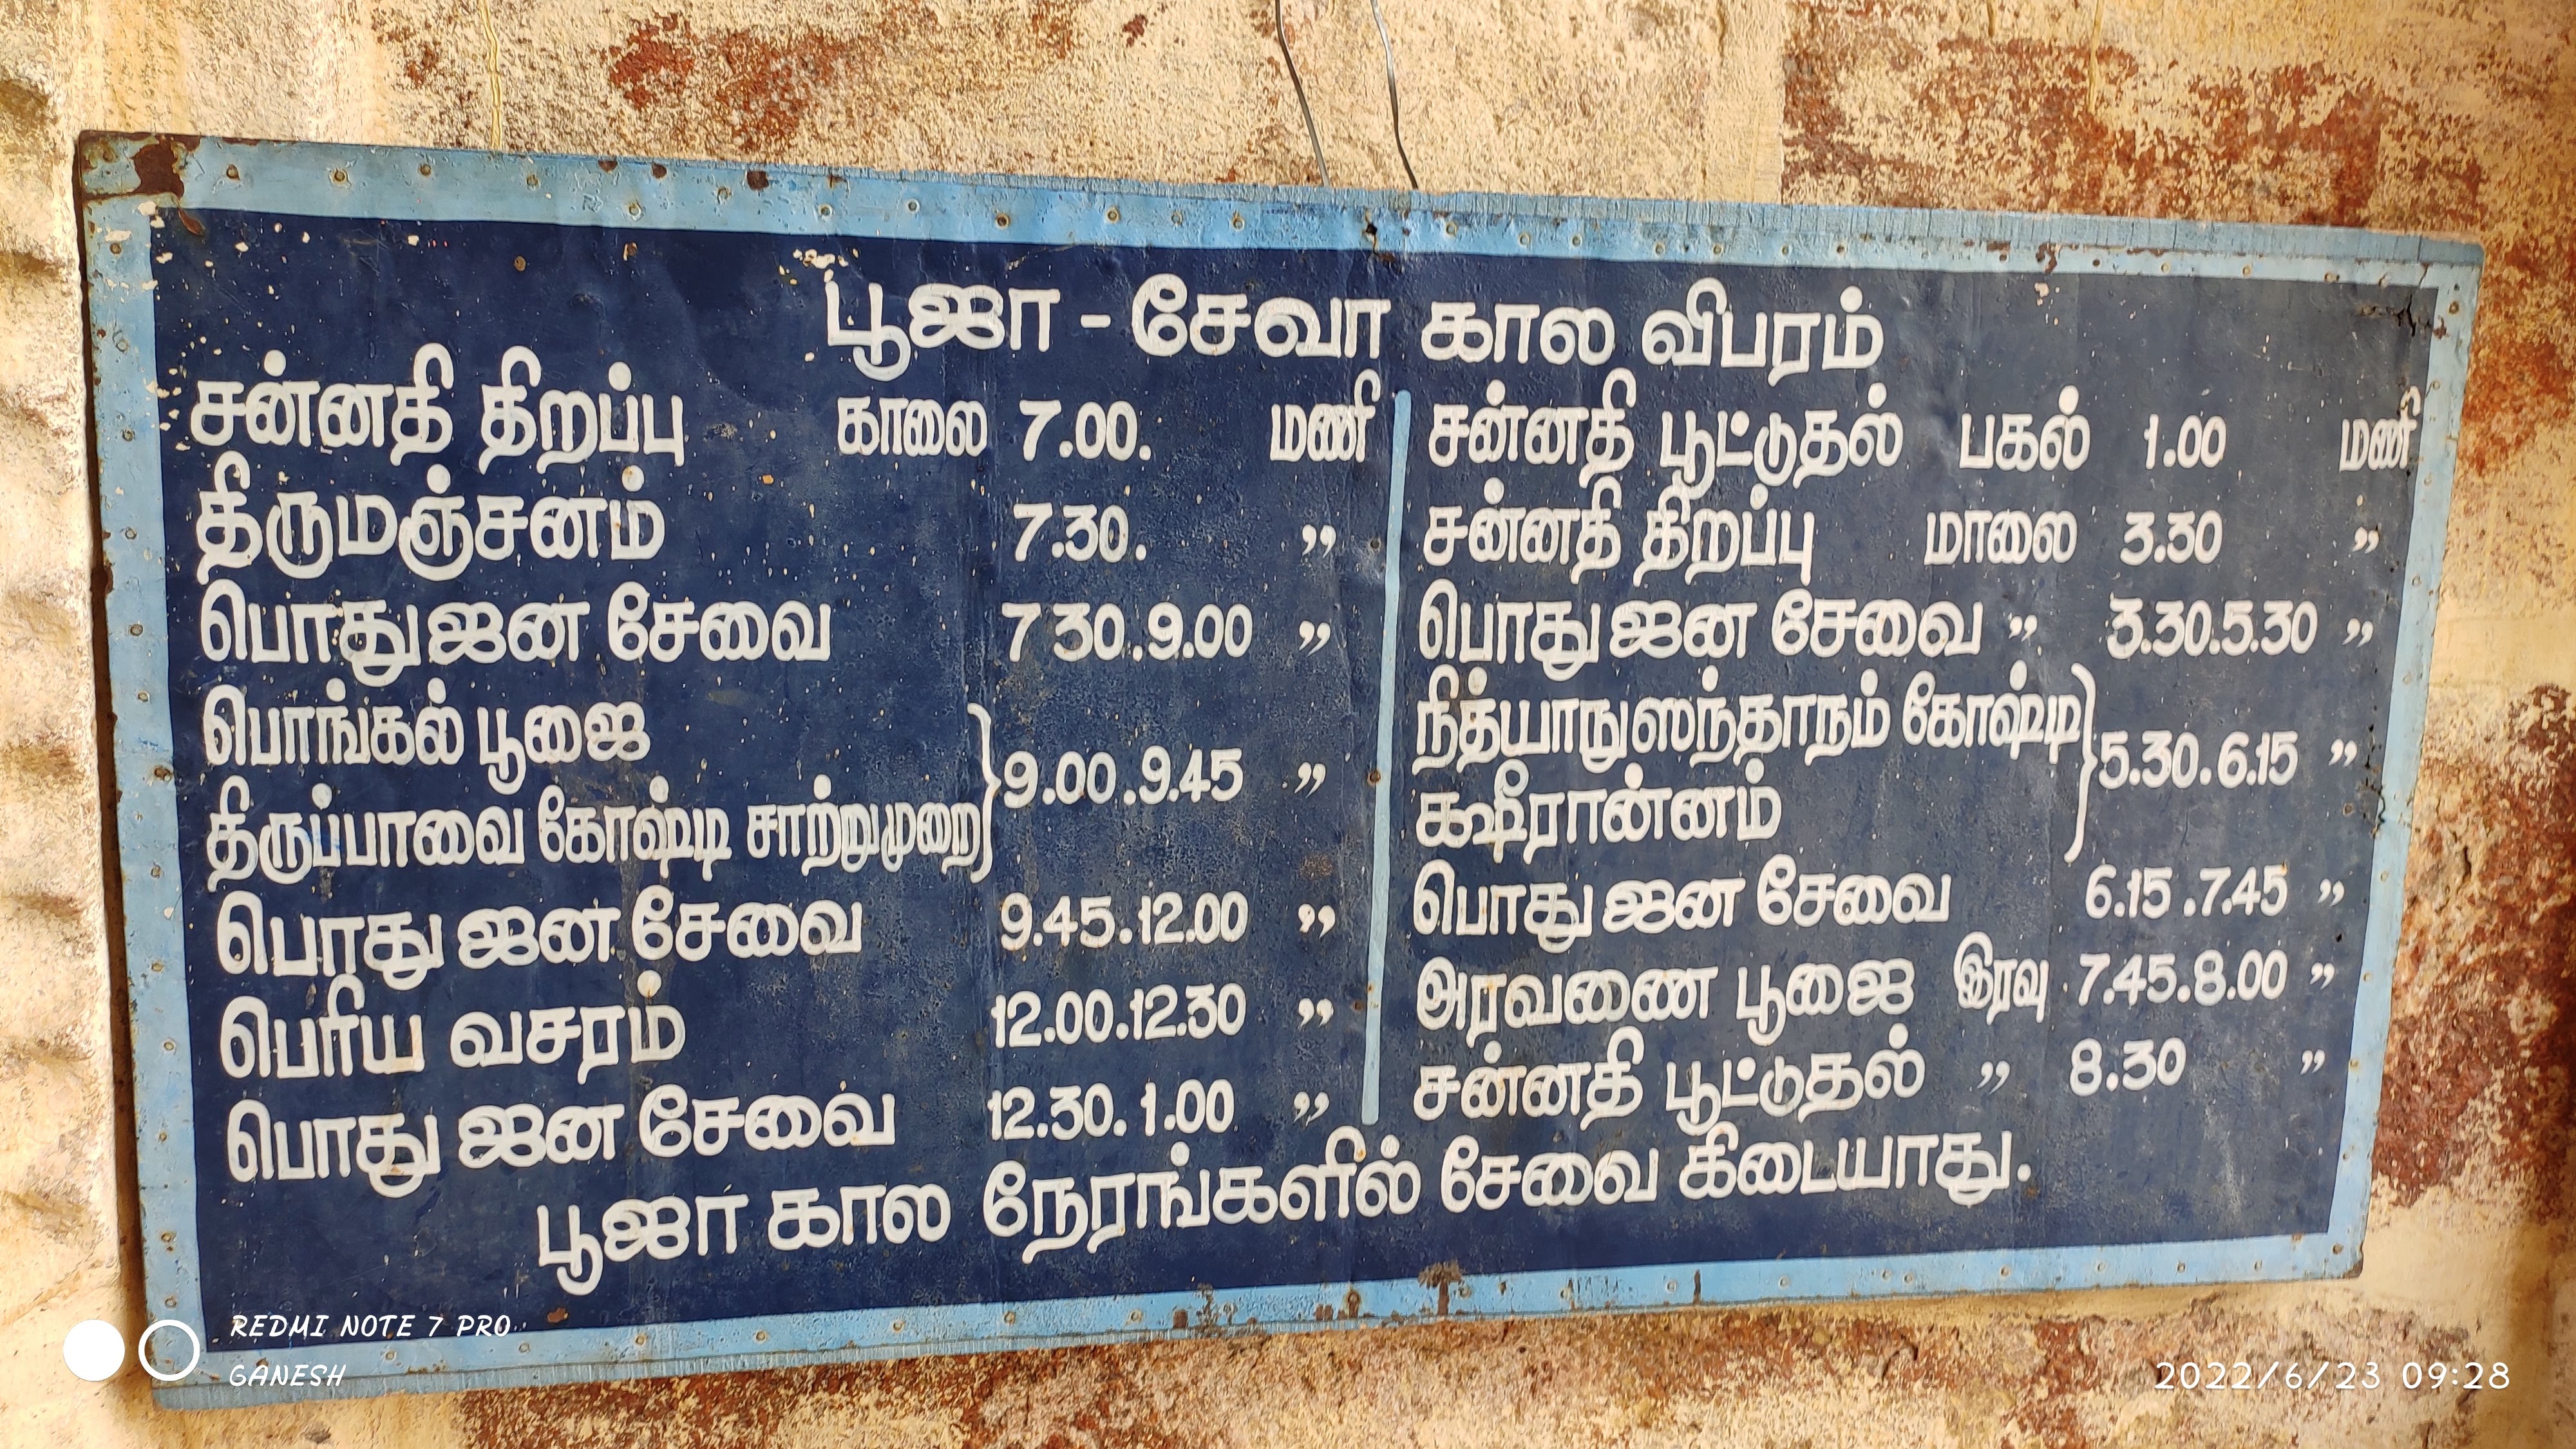 பூஜா - சேவா கால விபரம்
சன்னதி திறப்பு காலை 7.00. மணி
திருமஞ்சனம் 7.30. ”
பொதுஜன சேவை 7 30.9.00 ”
பொங்கல் பூஜை
திருப்பாவை கோஷ்டி சாற்றுமுறை } 9.00.9.45 ”
பொது ஜன சேவை 9.45.12.00 ”
பெரிய வசரம் 12.00.12.30 ”
பொது ஜன சேவை 12.30. 1.00 ”
சன்னதி பூட்டுதல் பகல் 1.00 மணி
சன்னதி திறப்பு மாலை 3.30 ”
பொதுஜன சேவை ” 3.30.5.30 ”
நித்யாநுஸந்தாநம் கோஷ்டி } 5.30.6.15 ”
க்ஷீரான்னம்
பொது ஜன சேவை 6.15.7.45 ”
அரவணை பூஜை இரவு 7.45.8.00 ”
சன்னதி பூட்டுதல் ” 8.30 ”
பூஜா கால நேரங்களில் சேவை கிடையாது.
REDMI NOTE 7 PRO
GANESH
2022/6/23 09:28